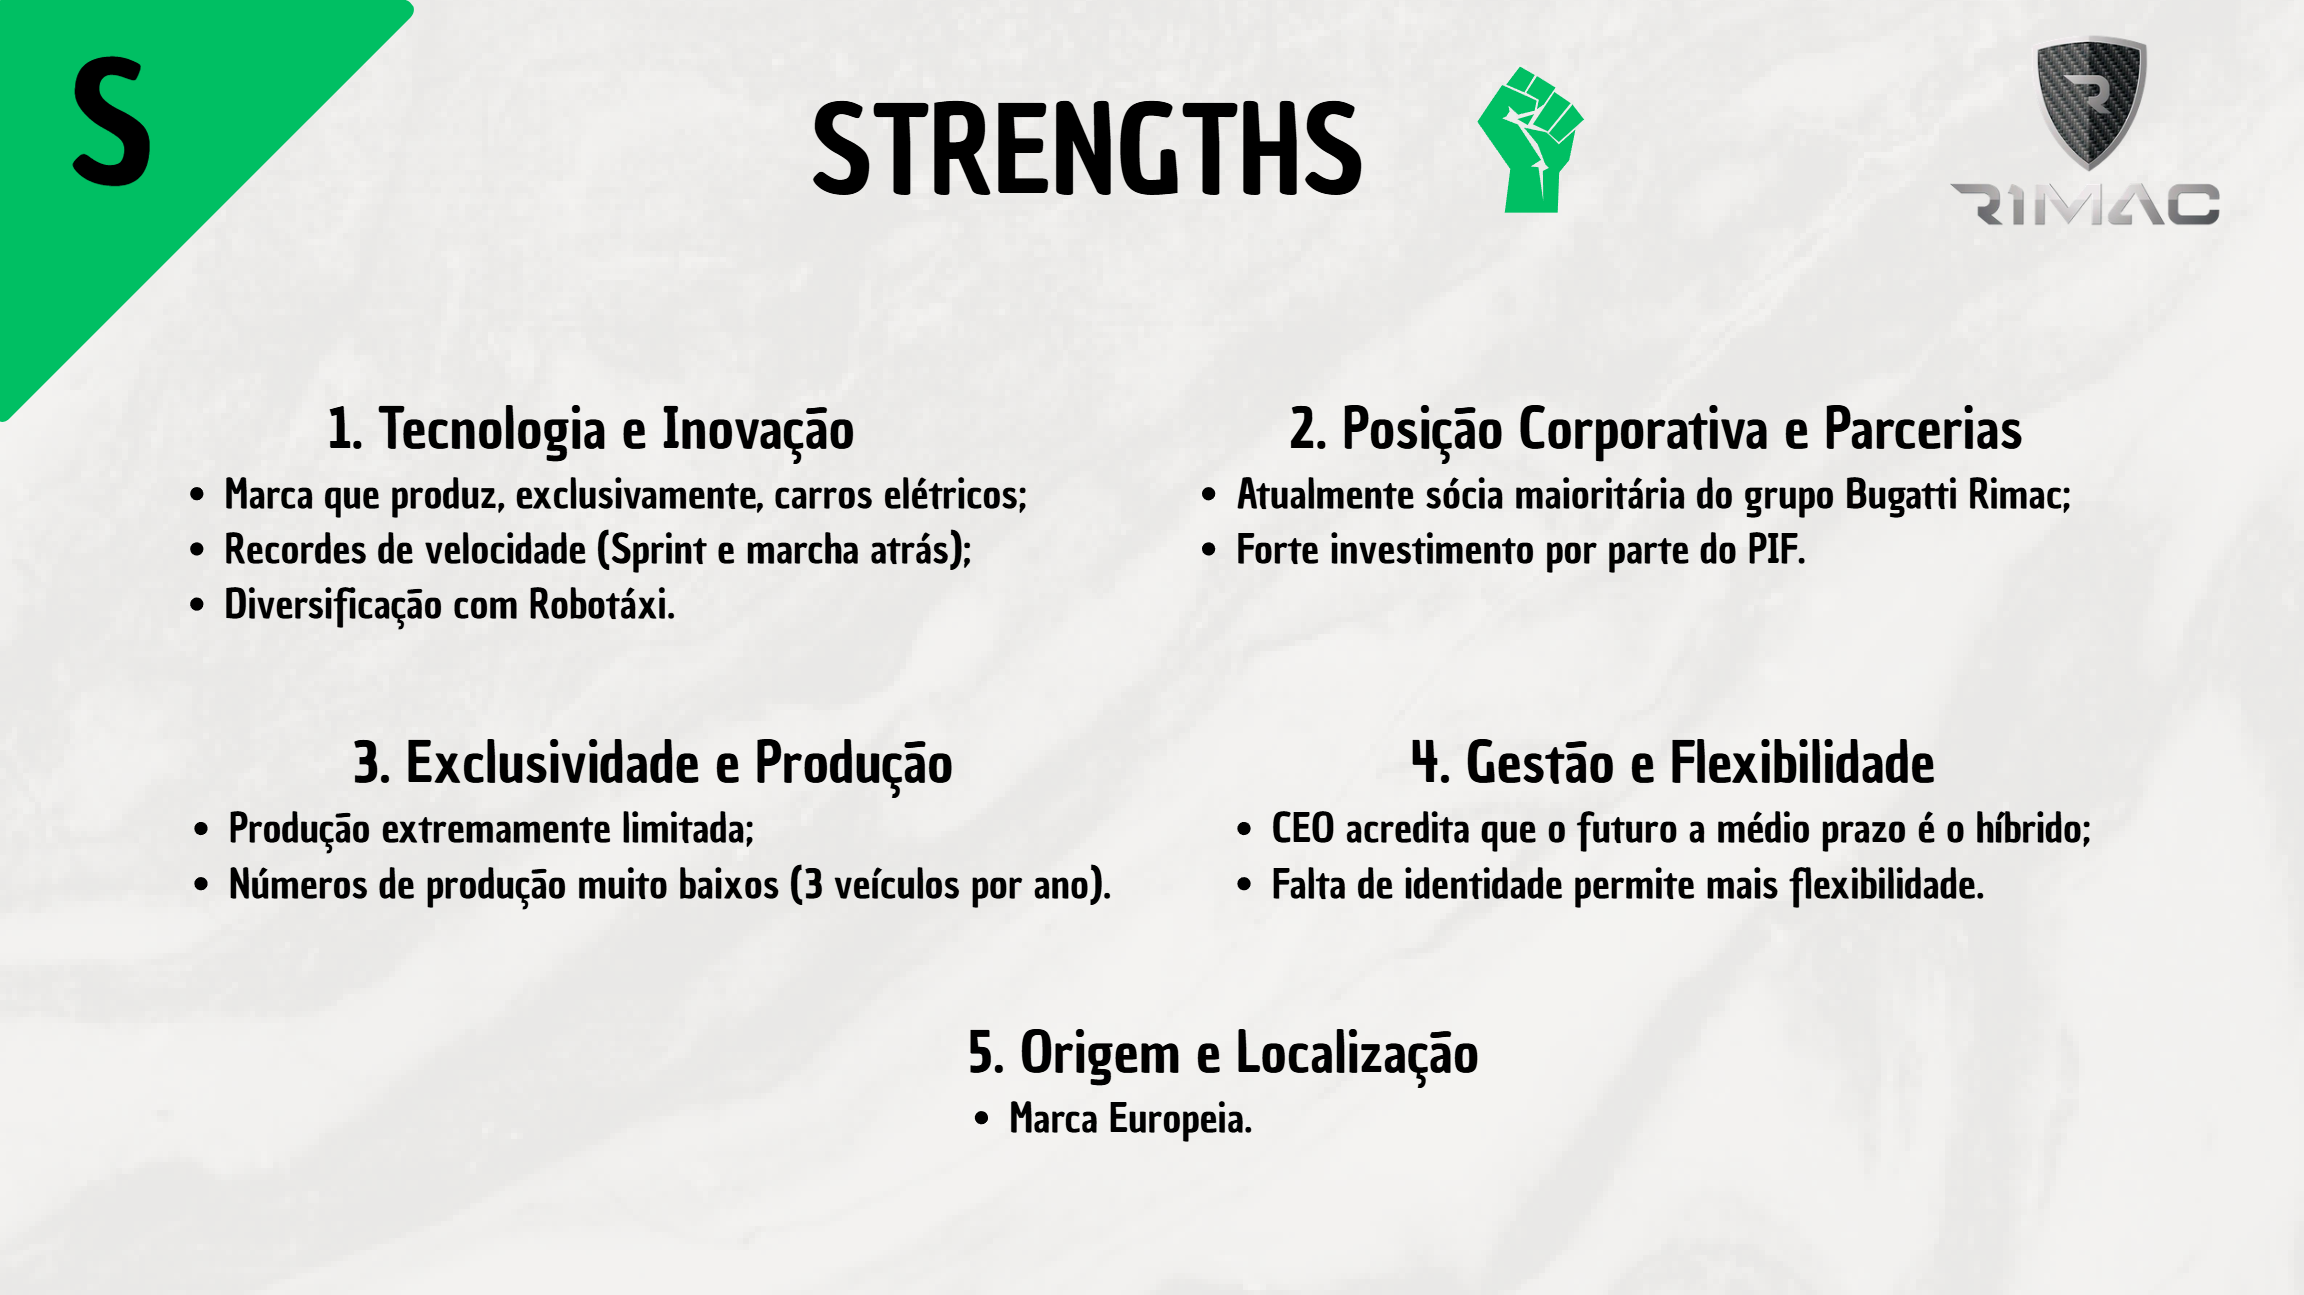 S
STRENGTHS
R
R1MAC
1. Tecnologia e Inovação
• Marca que produz, exclusivamente, carros elétricos;
• Recordes de velocidade (Sprint e marcha atrás);
• Diversificação com Robotáxi.
2. Posição Corporativa e Parcerias
• Atualmente sócia maioritária do grupo Bugatti Rimac;
• Forte investimento por parte do PIF.
3. Exclusividade e Produção
• Produção extremamente limitada;
• Números de produção muito baixos (3 veículos por ano).
4. Gestão e Flexibilidade
• CEO acredita que o futuro a médio prazo é o híbrido;
• Falta de identidade permite mais flexibilidade.
5. Origem e Localização
• Marca Europeia.